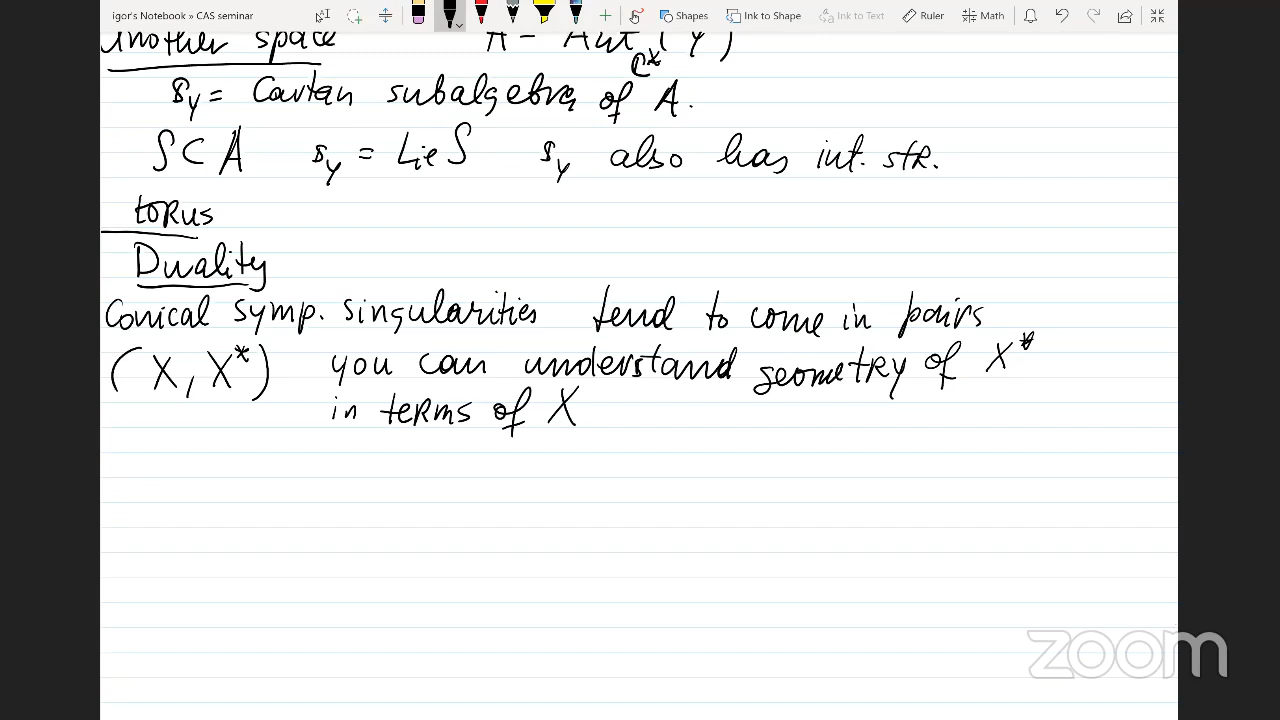 igor's Notebook » CAS seminar
Shapes Ink to Shape Ink to Text Ruler Math
Another space A = Aut_C* (Y)
s_Y = Cartan subalgebra of A.
S ⊂ A s_Y = Lie S s_Y also has int. str.
torus
Duality
Conical symp. singularities tend to come in pairs
(X, X*) you can understand geometry of X*
in terms of X
zoom